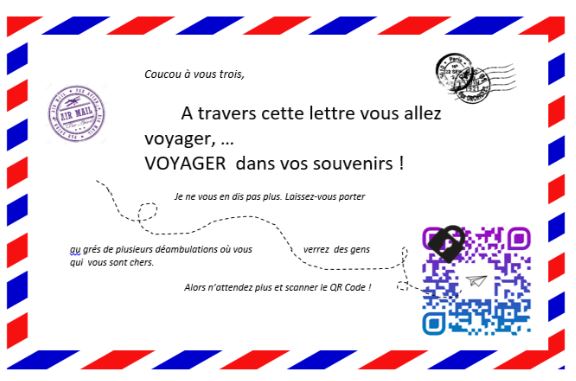 Coucou à vous trois,
A travers cette lettre vous allez
voyager, ...
VOYAGER dans vos souvenirs !
AIR MAIL
Je ne vous en dis pas plus. Laissez-vous porter
au grés de plusieurs déambulations où vous verrez des gens
qui vous sont chers.
Alors n'attendez plus et scanner le QR Code !